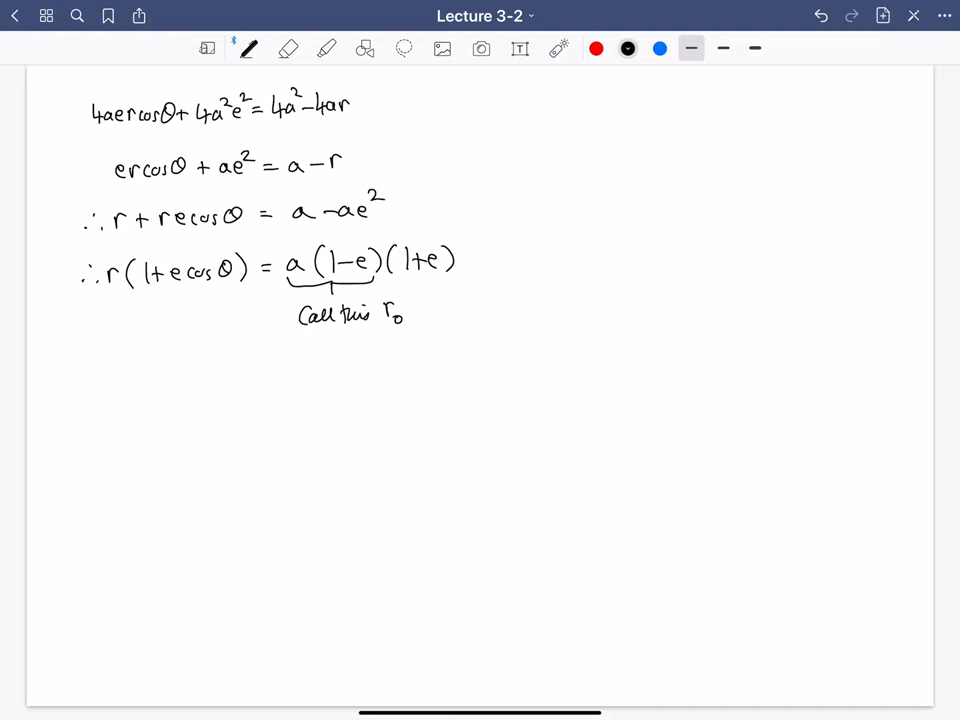 Lecture 3-2
4aercosθ + 4a²e² = 4a² - 4ar
ercosθ + ae² = a - r
∴ r + recosθ = a - ae²
∴ r(1+ecosθ) = a(1-e)(1+e)
Call this r₀